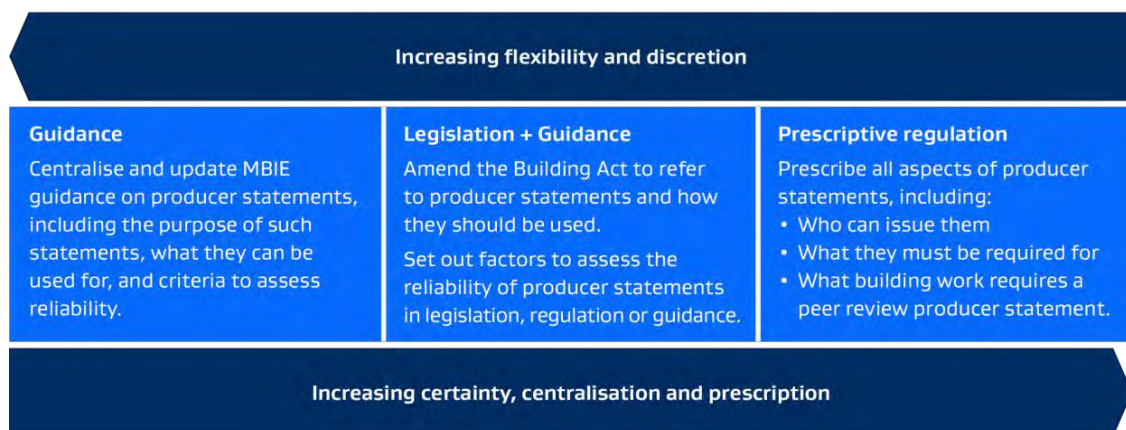 Increasing flexibility and discretion
Guidance
Centralise and update MBIE
guidance on producer statements,
including the purpose of such
statements, what they can be
used for, and criteria to assess
reliability.
Legislation + Guidance
Amend the Building Act to refer
to producer statements and how
they should be used.
Set out factors to assess the
reliability of producer statements
in legislation, regulation or guidance.
Prescriptive regulation
Prescribe all aspects of producer
statements, including:
• Who can issue them
• What they must be required for
• What building work requires a
peer review producer statement.
Increasing certainty, centralisation and prescription